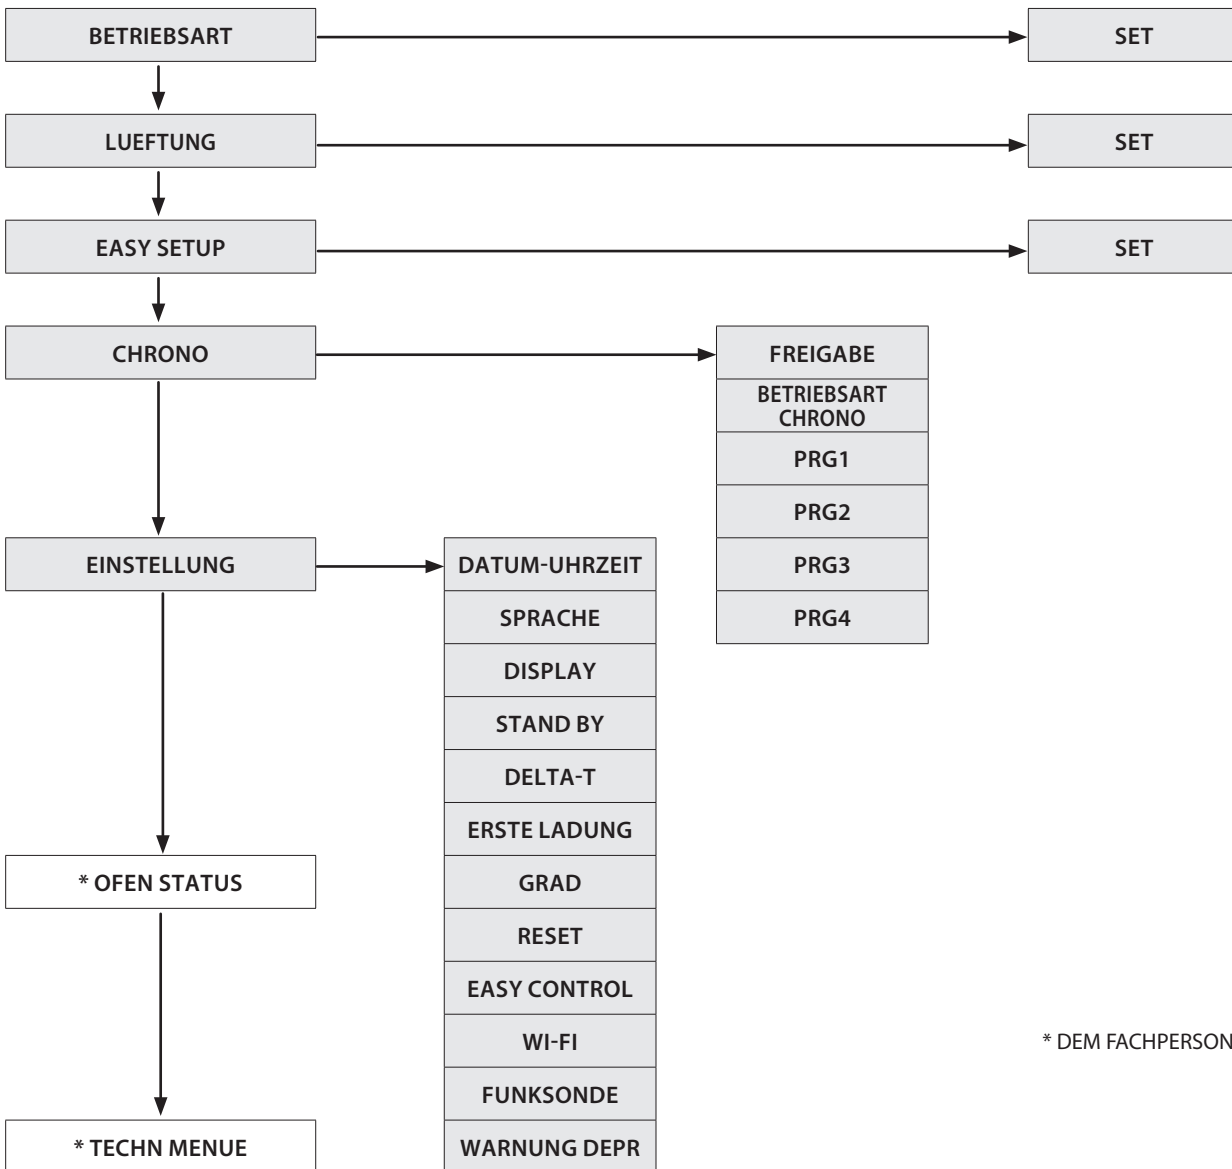 BETRIEBSART
SET
LUEFTUNG
SET
EASY SETUP
SET
CHRONO
FREIGABE
BETRIEBSART
CHRONO
PRG1
PRG2
EINSTELLUNG
DATUM-UHRZEIT
PRG3
SPRACHE
PRG4
DISPLAY
STAND BY
DELTA-T
ERSTE LADUNG
* OFEN STATUS
GRAD
RESET
EASY CONTROL
WI-FI
* DEM FACHPERSON
FUNKSONDE
* TECHN MENUE
WARNUNG DEPR